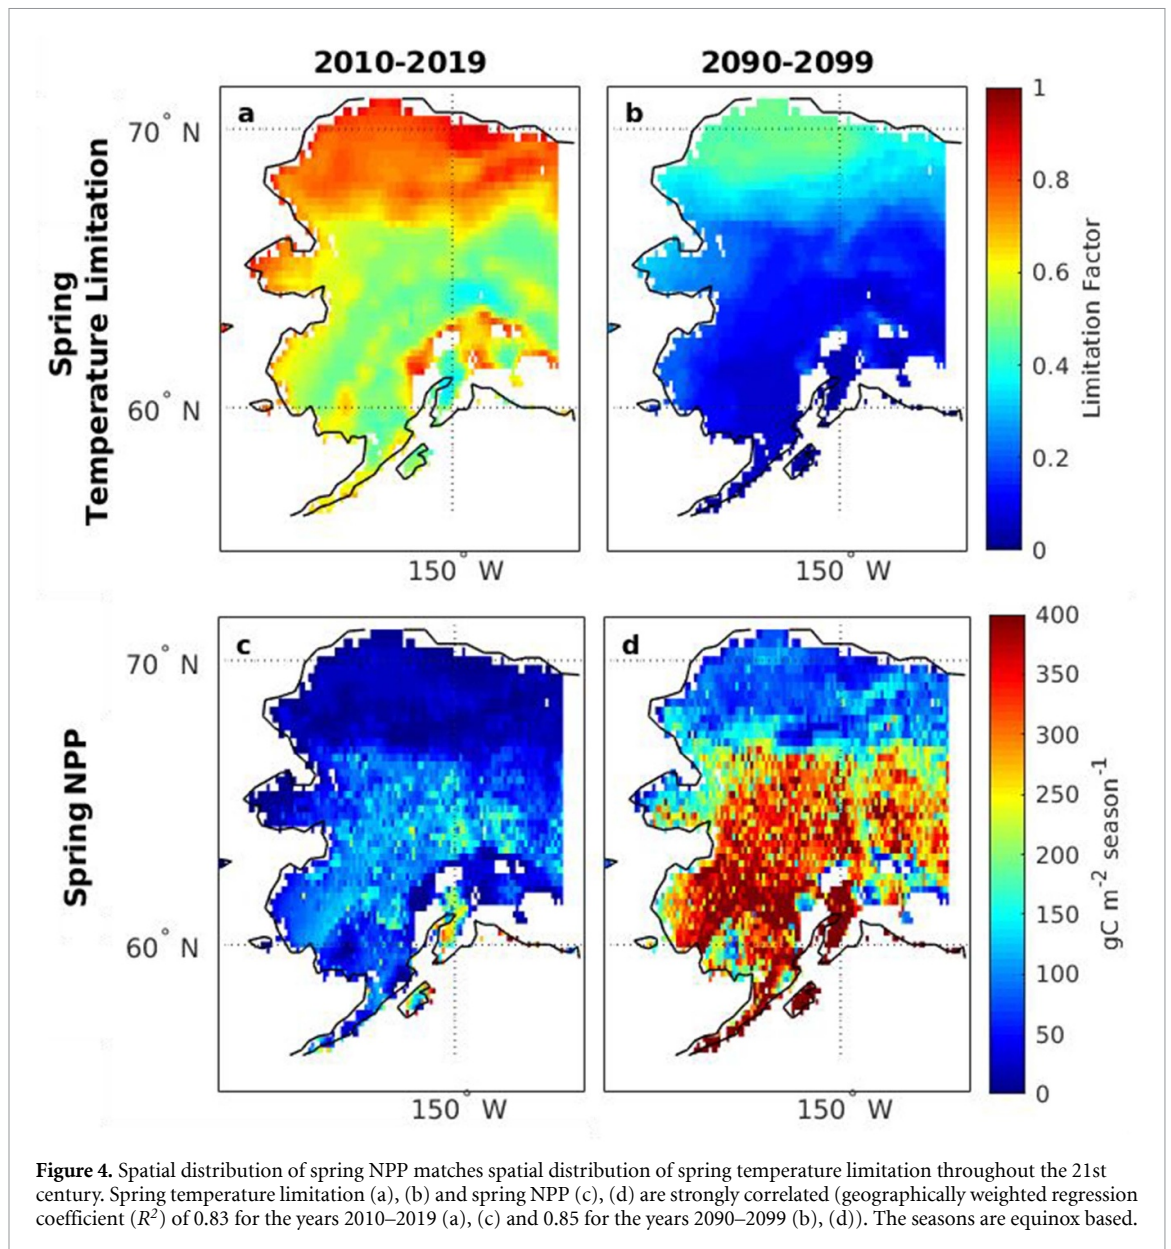 2010-2019
2090-2099
Spring
Temperature Limitation
a
b
70° N
60° N
150° W
150° W
1
0.8
0.6
0.4
0.2
0
Limitation Factor
Spring NPP
c
d
70° N
60° N
150° W
150° W
400
350
300
250
200
150
100
50
0
gC m⁻² season⁻¹
Figure 4. Spatial distribution of spring NPP matches spatial distribution of spring temperature limitation throughout the 21st
century. Spring temperature limitation (a), (b) and spring NPP (c), (d) are strongly correlated (geographically weighted regression
coefficient (R²) of 0.83 for the years 2010–2019 (a), (c) and 0.85 for the years 2090–2099 (b), (d)). The seasons are equinox based.